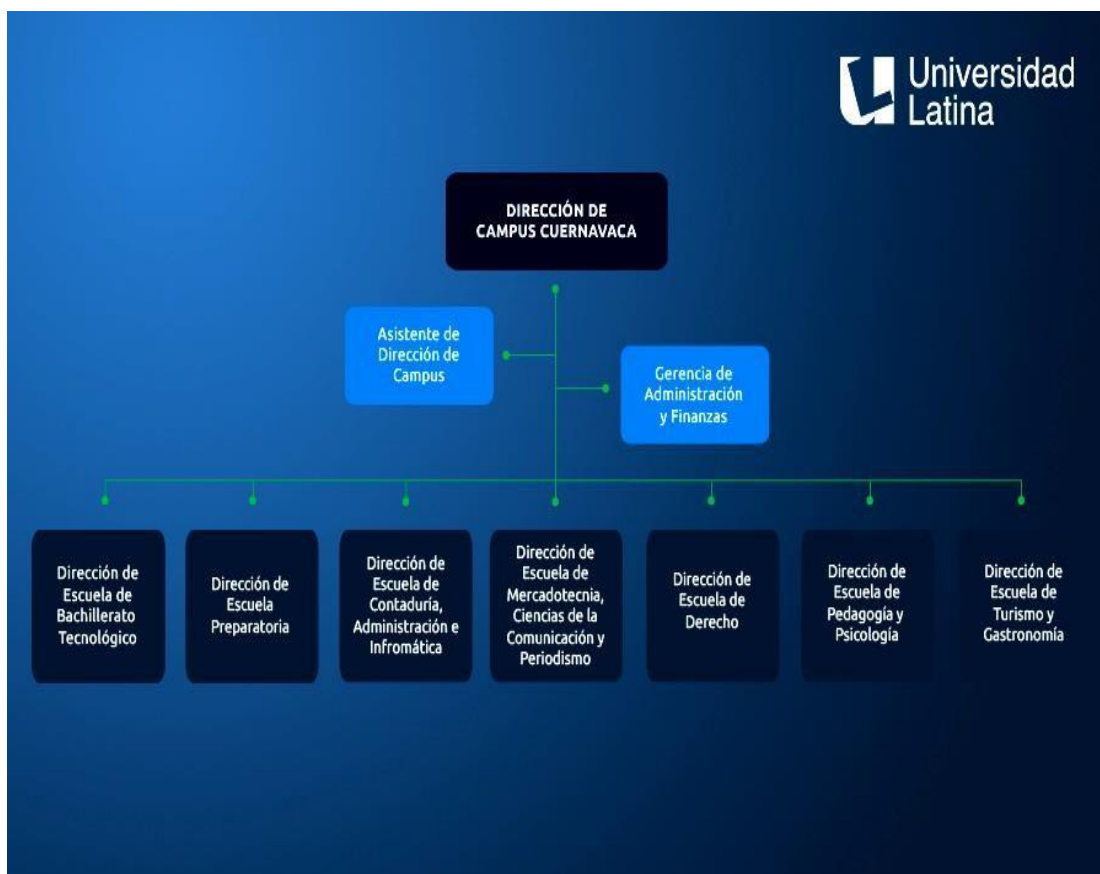 Universidad
Latina
DIRECCIÓN DE
CAMPUS CUERNAVACA
Asistente de
Dirección de
Campus
Gerencia de
Administración
y Finanzas
Dirección de
Escuela de
Bachillerato
Tecnológico
Dirección de
Escuela
Preparatoria
Dirección de
Escuela de
Contaduría,
Administración e
Infromática
Dirección de
Escuela de
Mercadotecnia,
Ciencias de la
Comunicación y
Periodismo
Dirección de
Escuela de
Derecho
Dirección de
Escuela de
Pedagogía y
Psicología
Dirección de
Escuela de
Turismo y
Gastronomía